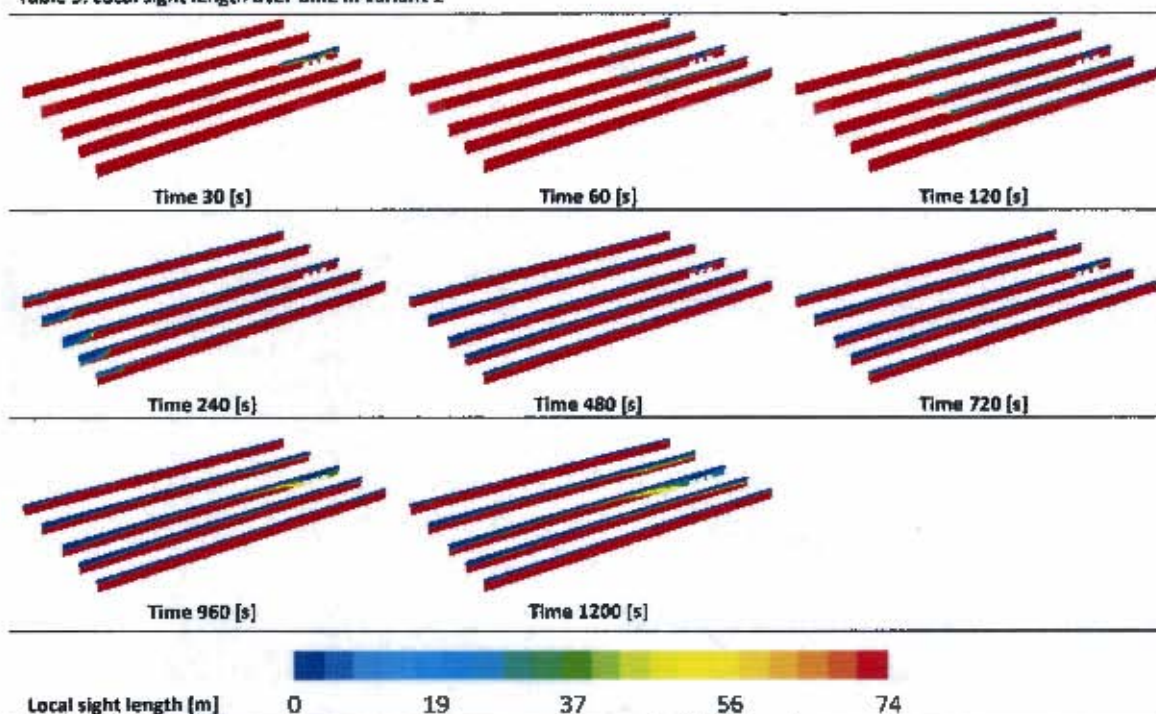 Time 30 [s]
Time 60 [s]
Time 120 [s]
Time 240 [s]
Time 480 [s]
Time 720 [s]
Time 960 [s]
Time 1200 [s]
Local sight length [m] 0 19 37 56 74